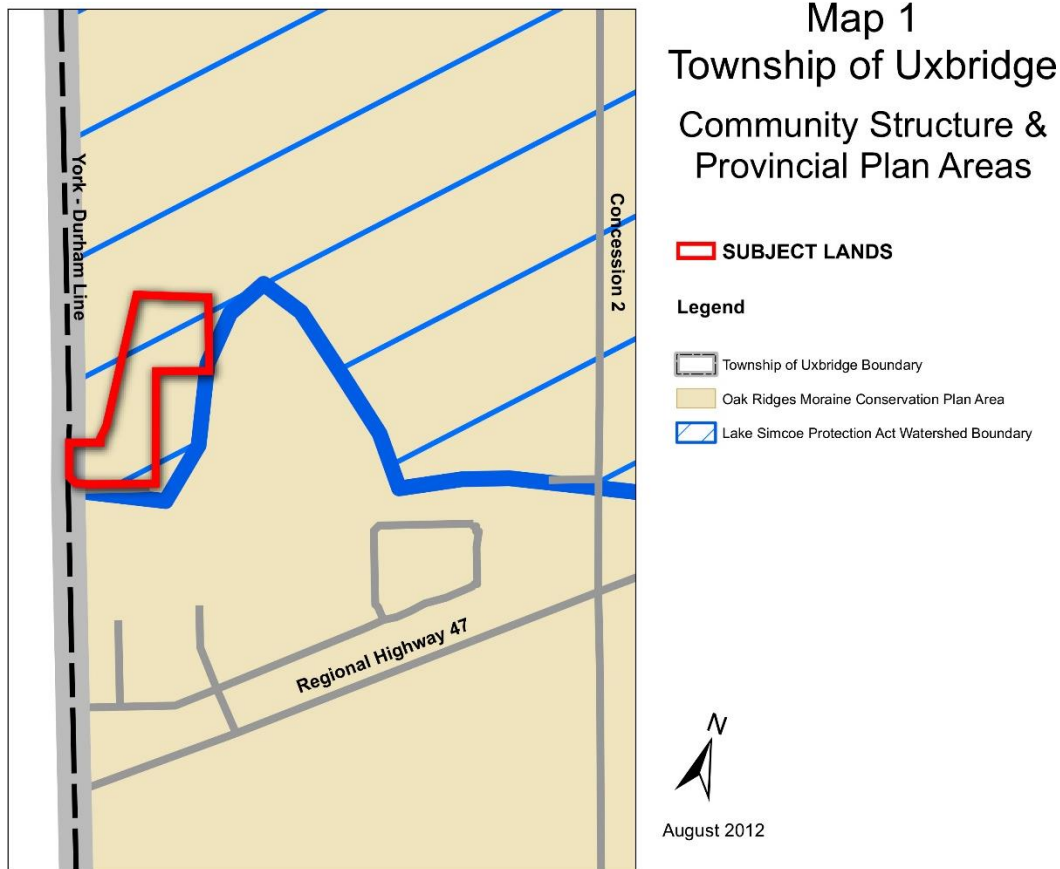 Map 1
Township of Uxbridge
Community Structure &
Provincial Plan Areas
SUBJECT LANDS
Legend
Township of Uxbridge Boundary
Oak Ridges Moraine Conservation Plan Area
Lake Simcoe Protection Act Watershed Boundary
York - Durham Line
Concession 2
Regional Highway 47
N
August 2012